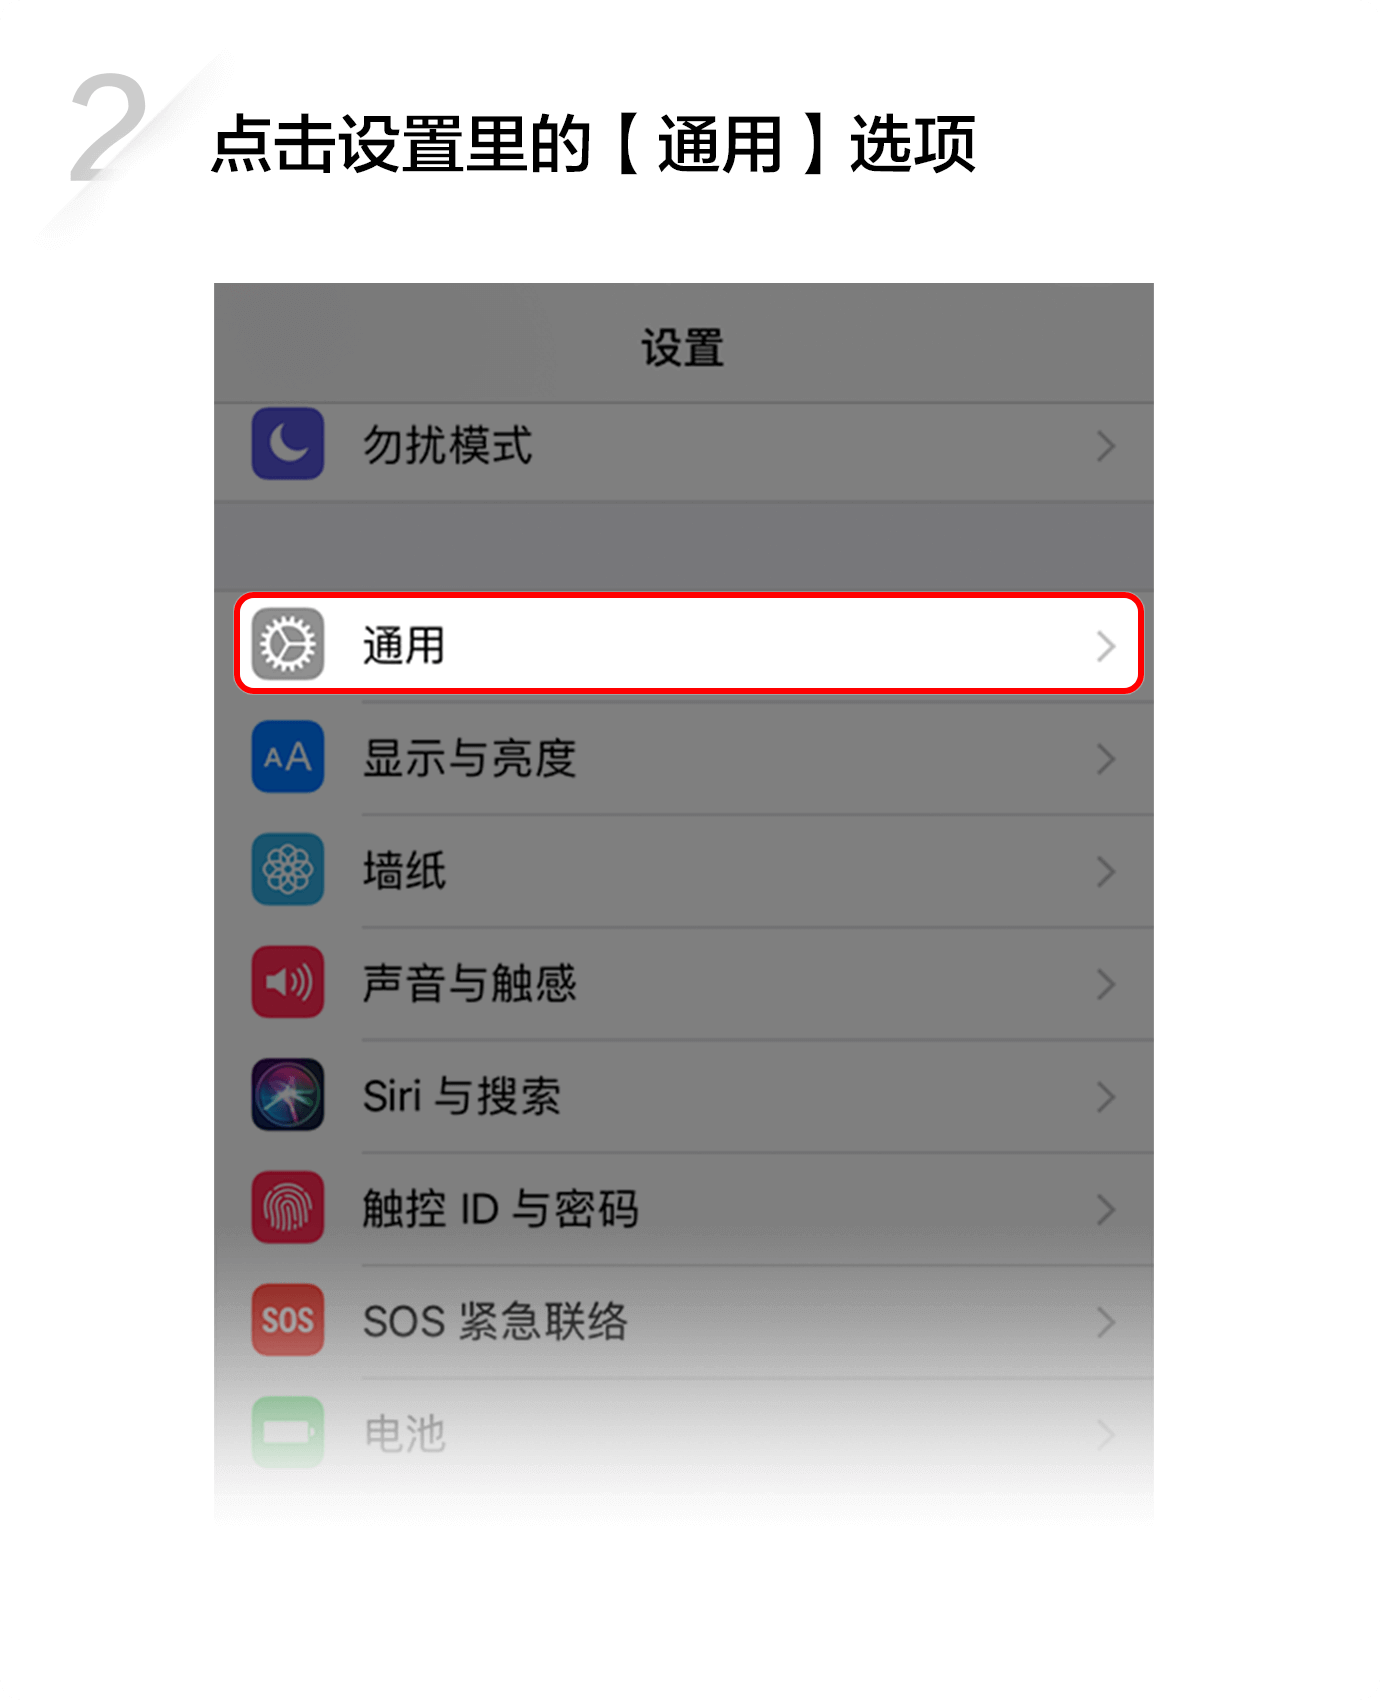 2
点击设置里的【通用】选项
设置
勿扰模式
通用
AA 显示与亮度
墙纸
声音与触感
Siri 与搜索
触控 ID 与密码
SOS SOS 紧急联络
电池